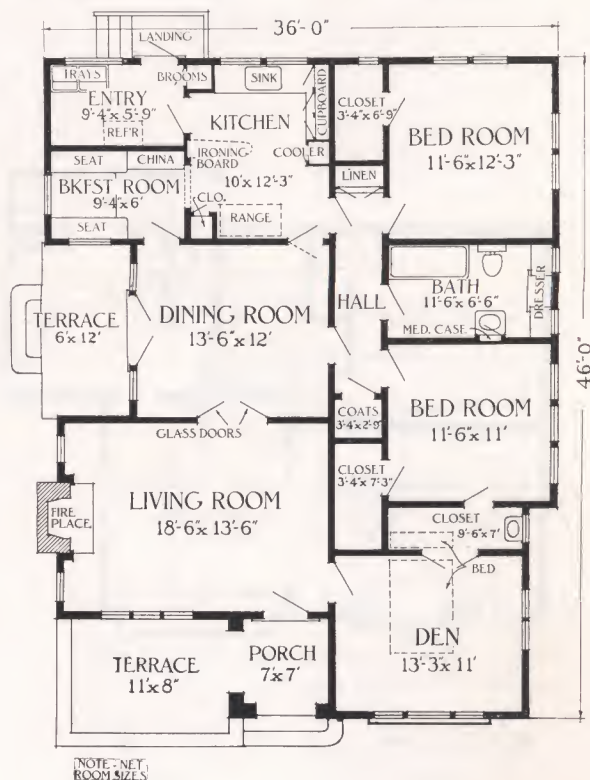 36'-0"
LANDING
TRAYS
BROOMS
SINK
CUPBOARD
ENTRY
9'-4"x 5'-9"
REF'R
KITCHEN
IRONING
BOARD
COOLER
10'x 12'-3"
CLO.
RANGE
CLOSET
3'-4"x 6'-9"
BED ROOM
11'-6"x 12'-3"
LINEN
SEAT
CHINA
BKFST ROOM
9'-4"x 6'
SEAT
TERRACE
6'x 12'
DINING ROOM
13'-6"x 12'
HALL
BATH
11'-6"x 6'-6"
DRESSER
MED. CASE
46'-0"
GLASS DOORS
COATS
3'-4"x 2'-9"
BED ROOM
11'-6"x 11'
CLOSET
3'-4"x 7'-3"
FIRE
PLACE
LIVING ROOM
18'-6"x 13'-6"
CLOSET
9'-6"x 7'
BED
DEN
13'-3"x 11'
TERRACE
11'x 8"
PORCH
7'x 7'
NOTE - NET
ROOM SIZES